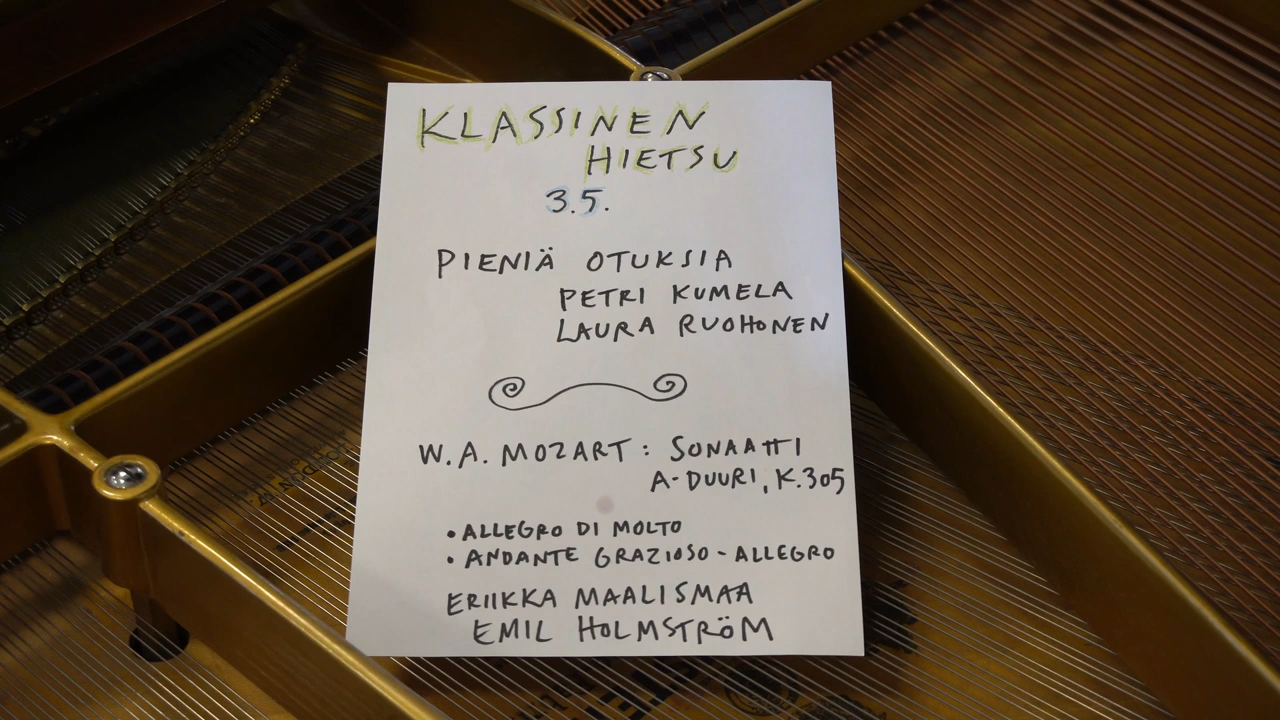 KLASSINEN
HIETSU
3.5.
PIENIÄ OTUKSIA
PETRI KUMELA
LAURA RUOHONEN
W.A. MOZART: SONAATTI
A-DUURI, K.305
• ALLEGRO DI MOLTO
• ANDANTE GRAZIOSO - ALLEGRO
ERIIKKA MAALISMAA
EMIL HOLMSTRÖM